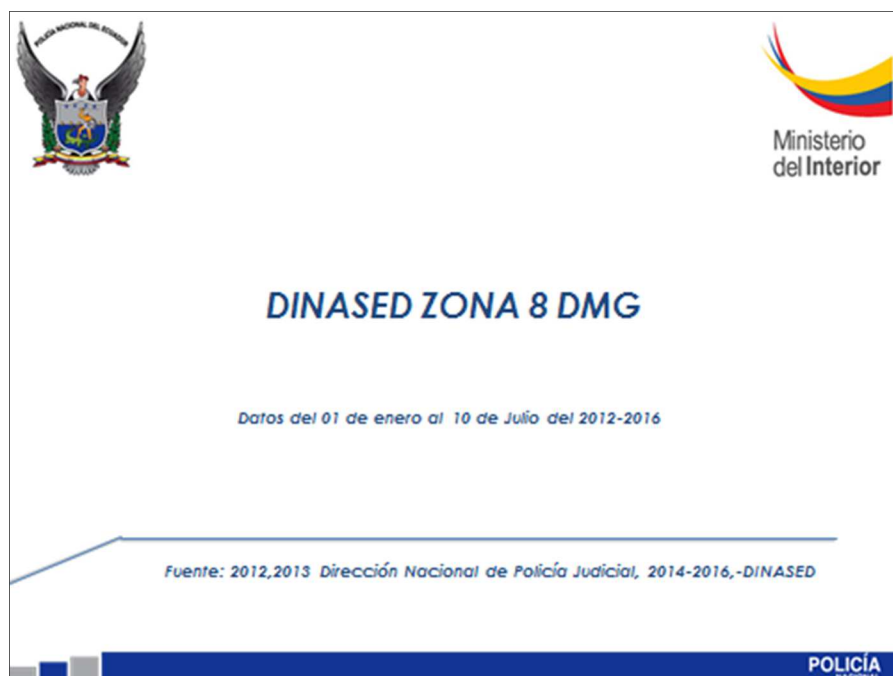 POLICÍA NACIONAL DEL ECUADOR
Ministerio
del Interior
DINASED ZONA 8 DMG
Datos del 01 de enero al 10 de Julio del 2012-2016
Fuente: 2012,2013 Dirección Nacional de Policía Judicial, 2014-2016,-DINASED
POLICÍA